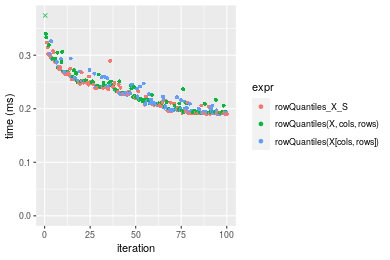 0.3
0.2
0.1
0.0
time (ms)
0
25
50
75
100
iteration
expr
rowQuantiles_X_S
rowQuantiles(X, cols, rows)
rowQuantiles(X[cols, rows])